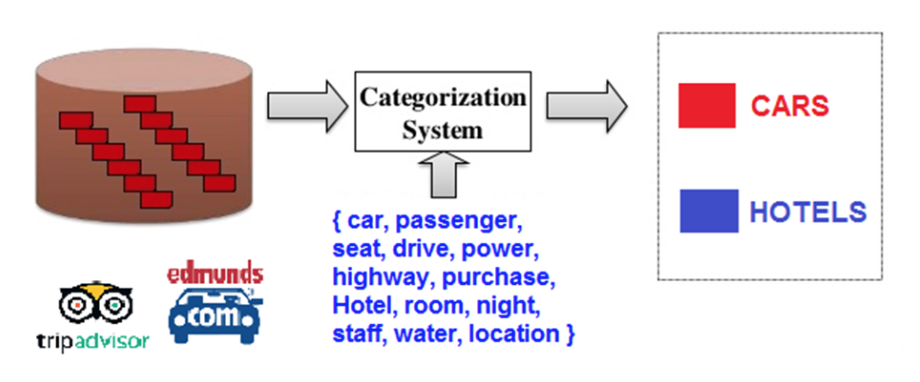 Categorization
System
CARS
HOTELS
{ car, passenger,
seat, drive, power,
highway, purchase,
Hotel, room, night,
staff, water, location }
edmunds
.com
tripadvisor